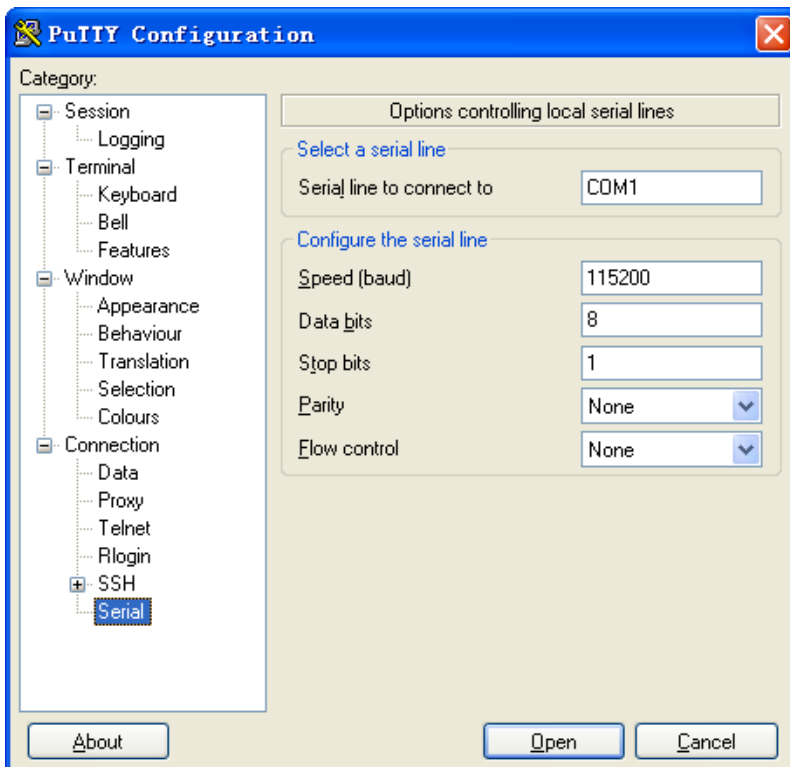 PuTTY Configuration
Category:
Session
Logging
Terminal
Keyboard
Bell
Features
Window
Appearance
Behaviour
Translation
Selection
Colours
Connection
Data
Proxy
Telnet
Rlogin
SSH
Serial
Options controlling local serial lines
Select a serial line
Serial line to connect to COM1
Configure the serial line
Speed (baud) 115200
Data bits 8
Stop bits 1
Parity None
Flow control None
About Open Cancel